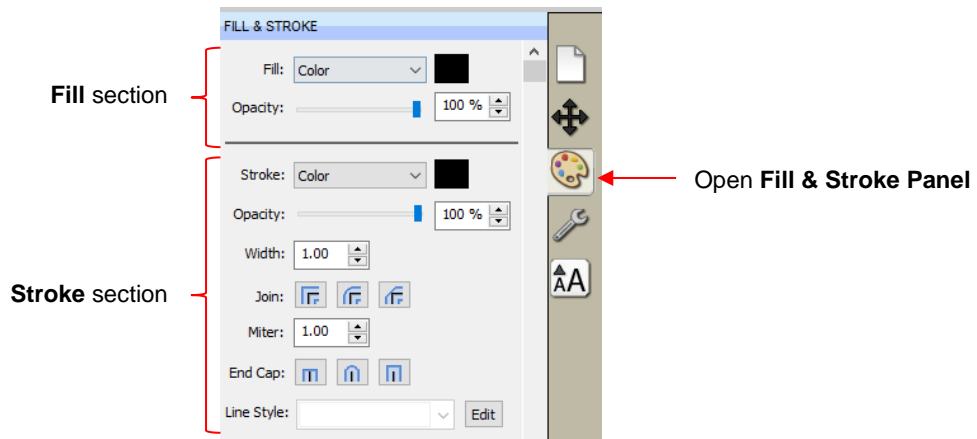 FILL & STROKE
Fill: Color
Fill section
Opacity: 100 %
Stroke: Color
Open Fill & Stroke Panel
Opacity: 100 %
Width: 1.00
Stroke section
Join:
Miter: 1.00
End Cap:
Line Style: Edit
AA